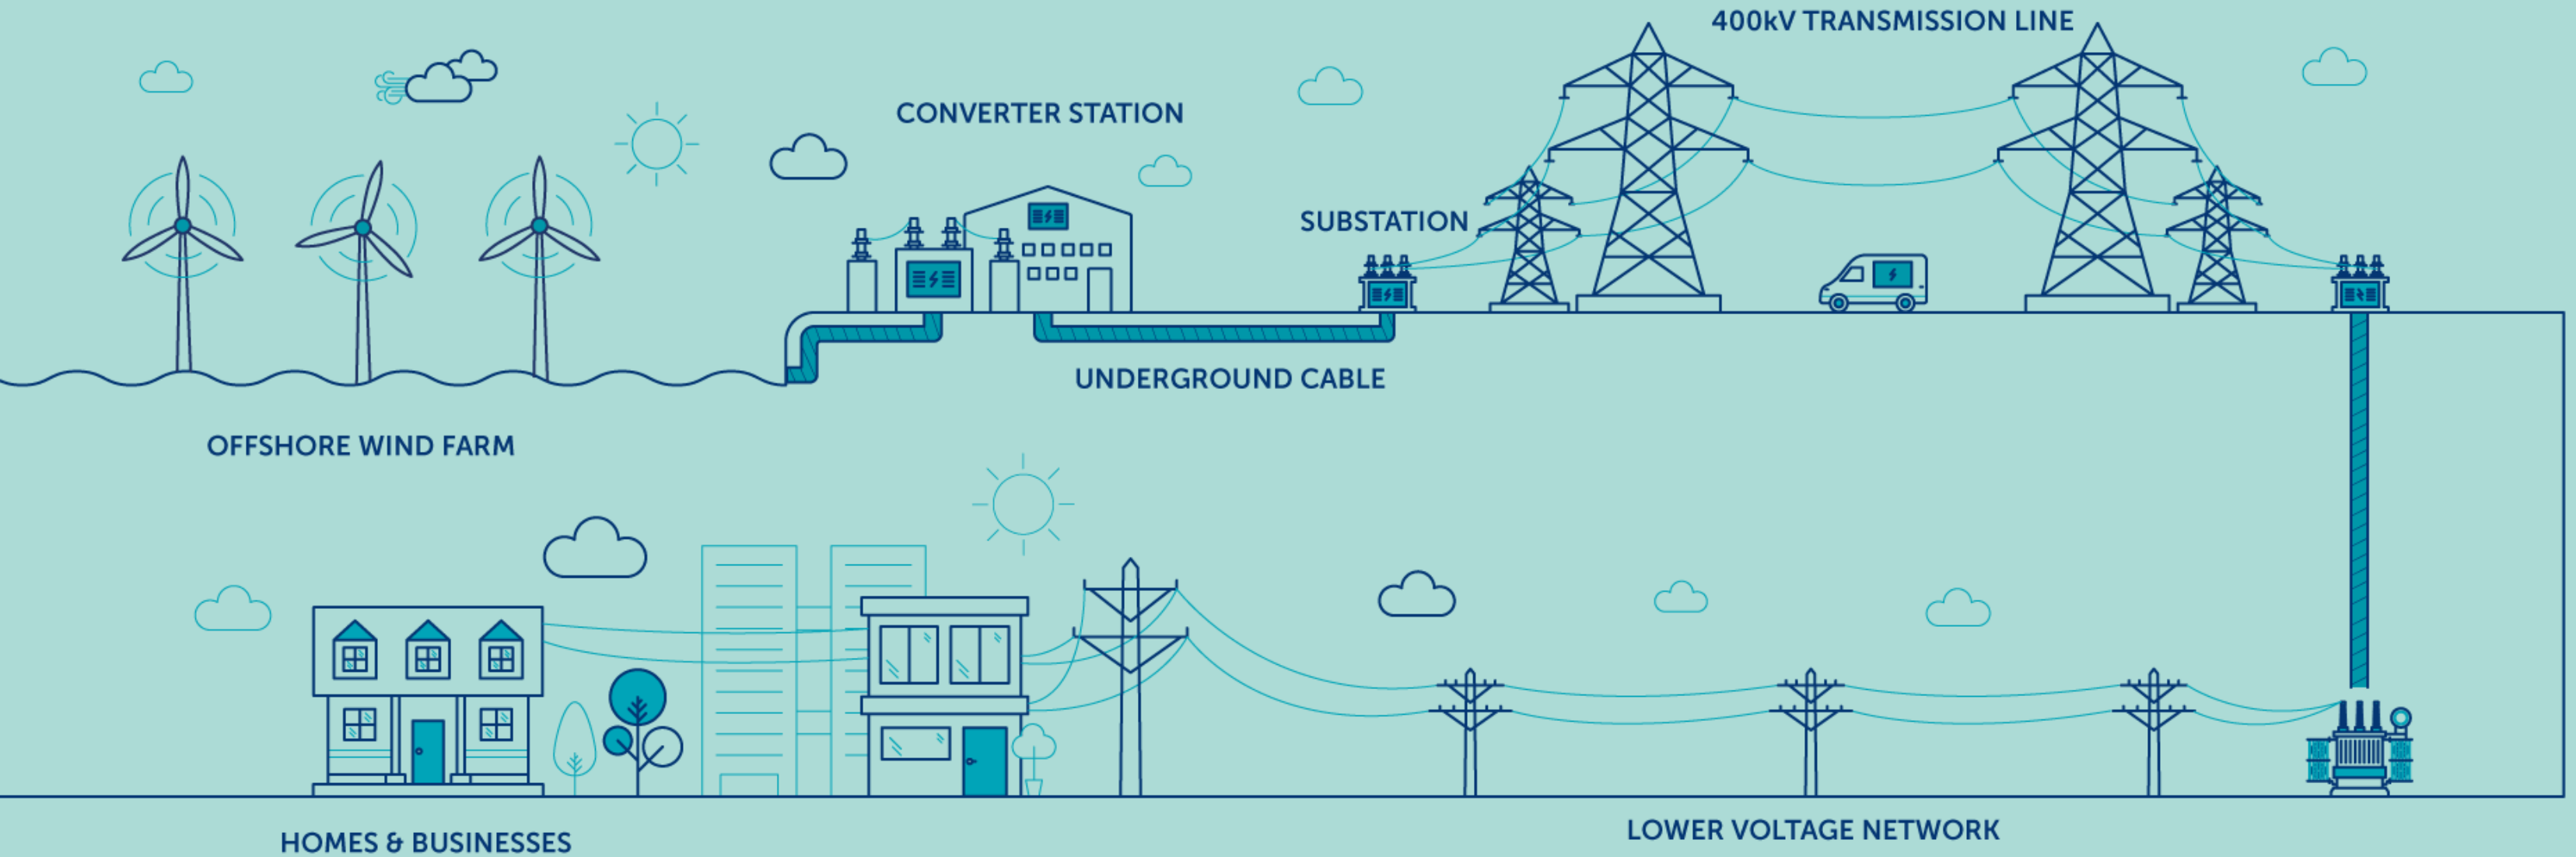 400kV TRANSMISSION LINE
CONVERTER STATION
SUBSTATION
UNDERGROUND CABLE
OFFSHORE WIND FARM
LOWER VOLTAGE NETWORK
HOMES & BUSINESSES